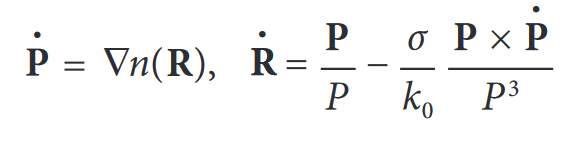 Ṗ = ∇n(R), Ṙ = P/P − σ/k₀ P × Ṗ/P³